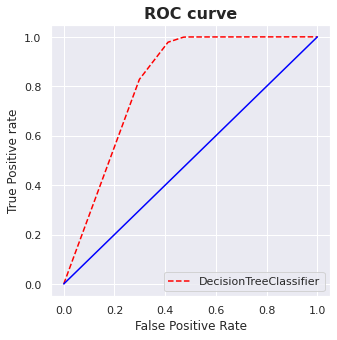 ROC curve
True Positive rate
1.0
0.8
0.6
0.4
0.2
0.0
DecisionTreeClassifier
0.0 0.2 0.4 0.6 0.8 1.0
False Positive Rate